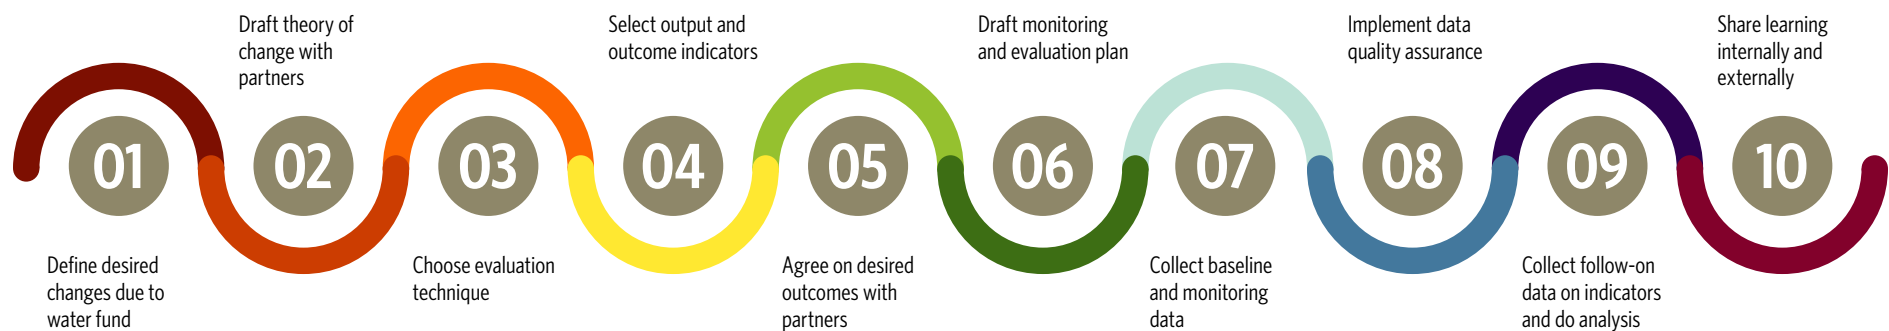 01
Define desired
changes due to
water fund
Draft theory of
change with
partners
02
03
Choose evaluation
technique
Select output and
outcome indicators
04
05
Agree on desired
outcomes with
partners
Draft monitoring
and evaluation plan
06
07
Collect baseline
and monitoring
data
Implement data
quality assurance
08
09
Collect follow-on
data on indicators
and do analysis
Share learning
internally and
externally
10